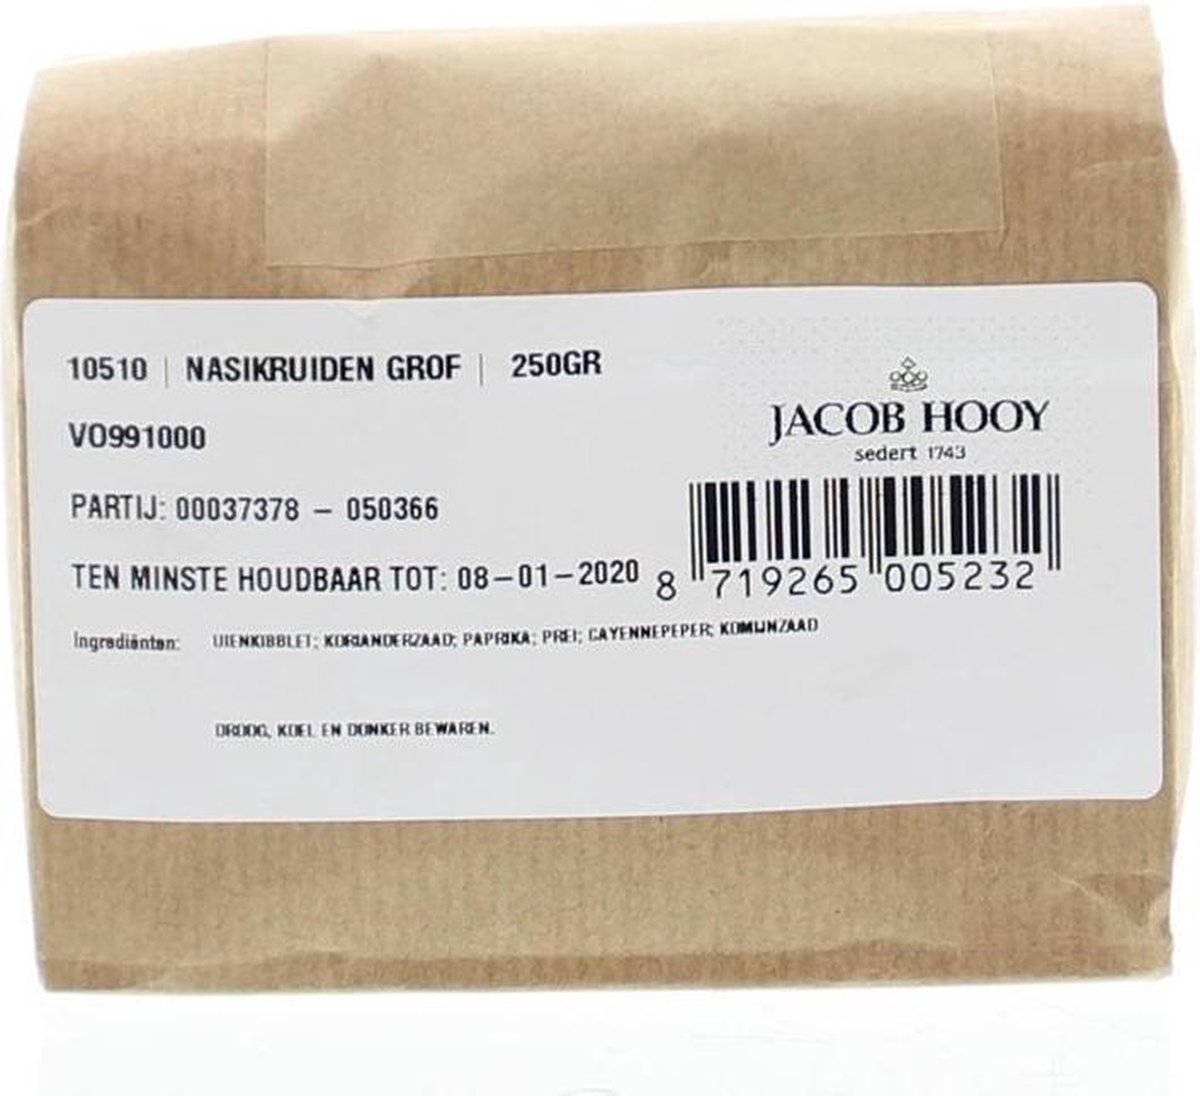 10510 | NASIKRUIDEN GROF | 250GR
VO991000
PARTIJ: 00037378 – 050366
TEN MINSTE HOUDBAAR TOT: 08-01-2020
JACOB HOOY
sedert 1743
8 719265 005232
Ingrediënten: UIENKIBBLET; KORIANDERZAAD; PAPRIKA; PREI; CAYENNEPEPER; KOMIJNZAAD
DROOG, KOEL EN DONKER BEWAREN.